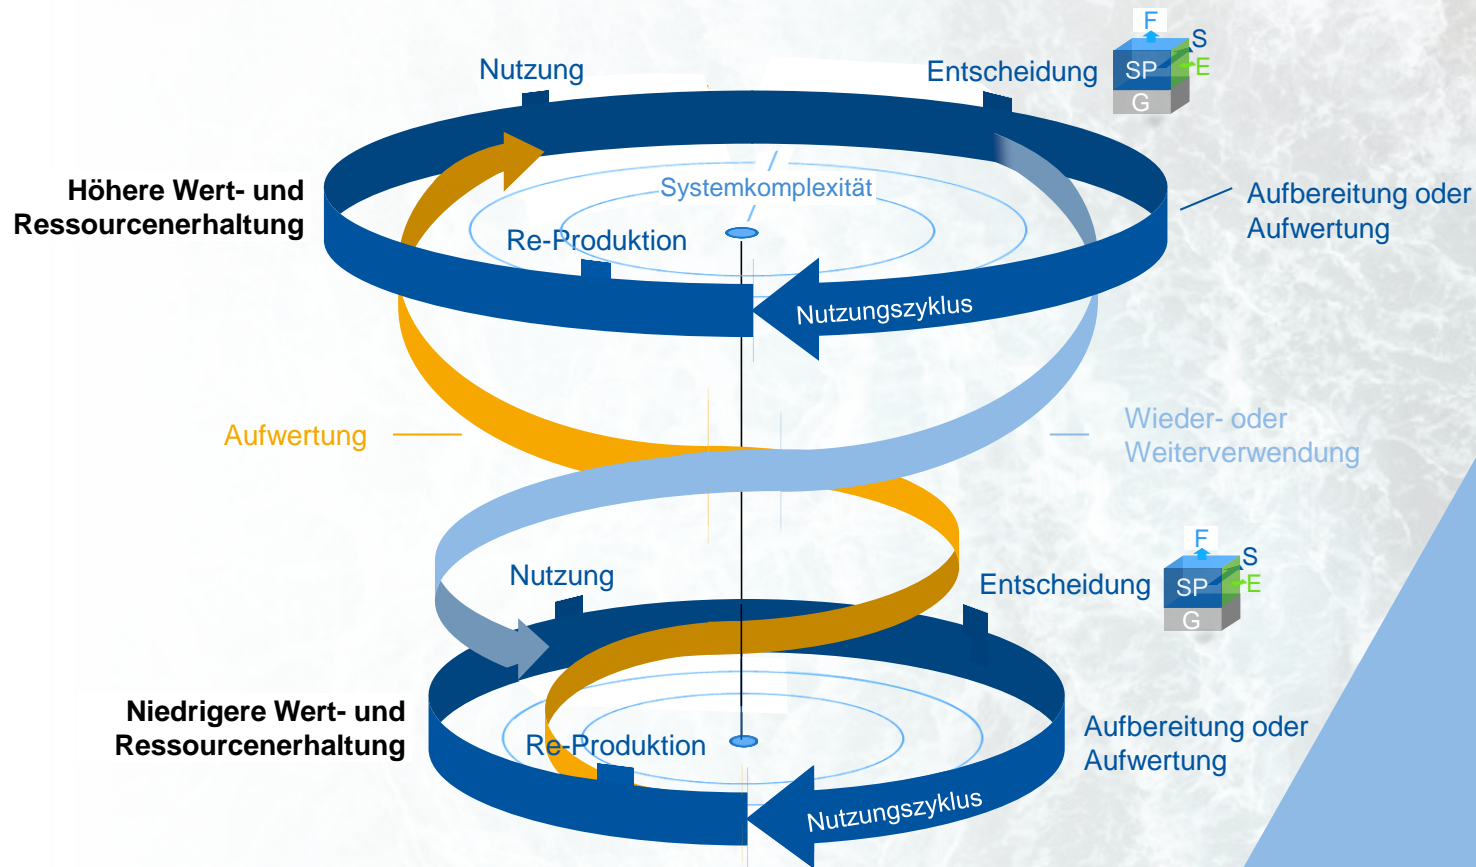 F
Nutzung
Entscheidung
S
SP
E
G
Höhere Wert- und
Ressourcenerhaltung
Systemkomplexität
Aufbereitung oder
Aufwertung
Re-Produktion
Nutzungszyklus
Aufwertung
Wieder- oder
Weiterverwendung
F
Nutzung
Entscheidung
S
SP
E
G
Niedrigere Wert- und
Ressourcenerhaltung
Re-Produktion
Aufbereitung oder
Aufwertung
Nutzungszyklus